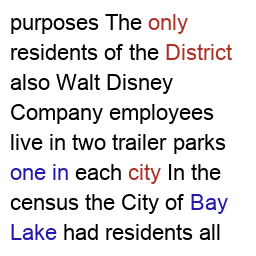 purposes The only
residents of the District
also Walt Disney
Company employees
live in two trailer parks
one in each city In the
census the City of Bay
Lake had residents all